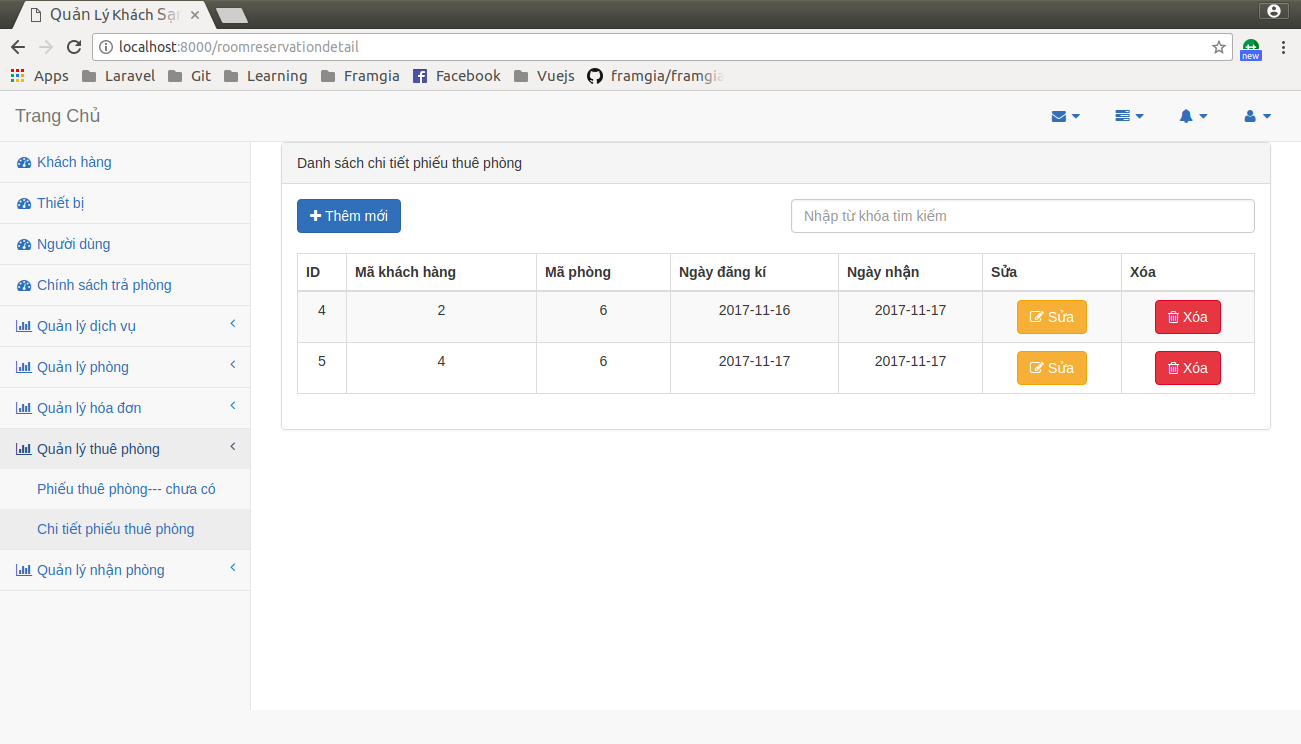 Quản Lý Khách Sạn
localhost:8000/roomreservationdetail
new
Apps Laravel Git Learning Framgia Facebook Vuejs framgia/framgia
Trang Chủ
Khách hàng
Thiết bị
Người dùng
Chính sách trả phòng
Quản lý dịch vụ
Quản lý phòng
Quản lý hóa đơn
Quản lý thuê phòng
Phiếu thuê phòng--- chưa có
Chi tiết phiếu thuê phòng
Quản lý nhận phòng
Danh sách chi tiết phiếu thuê phòng
Thêm mới
Nhập từ khóa tìm kiếm
ID Mã khách hàng Mã phòng Ngày đăng kí Ngày nhận Sửa Xóa
4 2 6 2017-11-16 2017-11-17 Sửa Xóa
5 4 6 2017-11-17 2017-11-17 Sửa Xóa